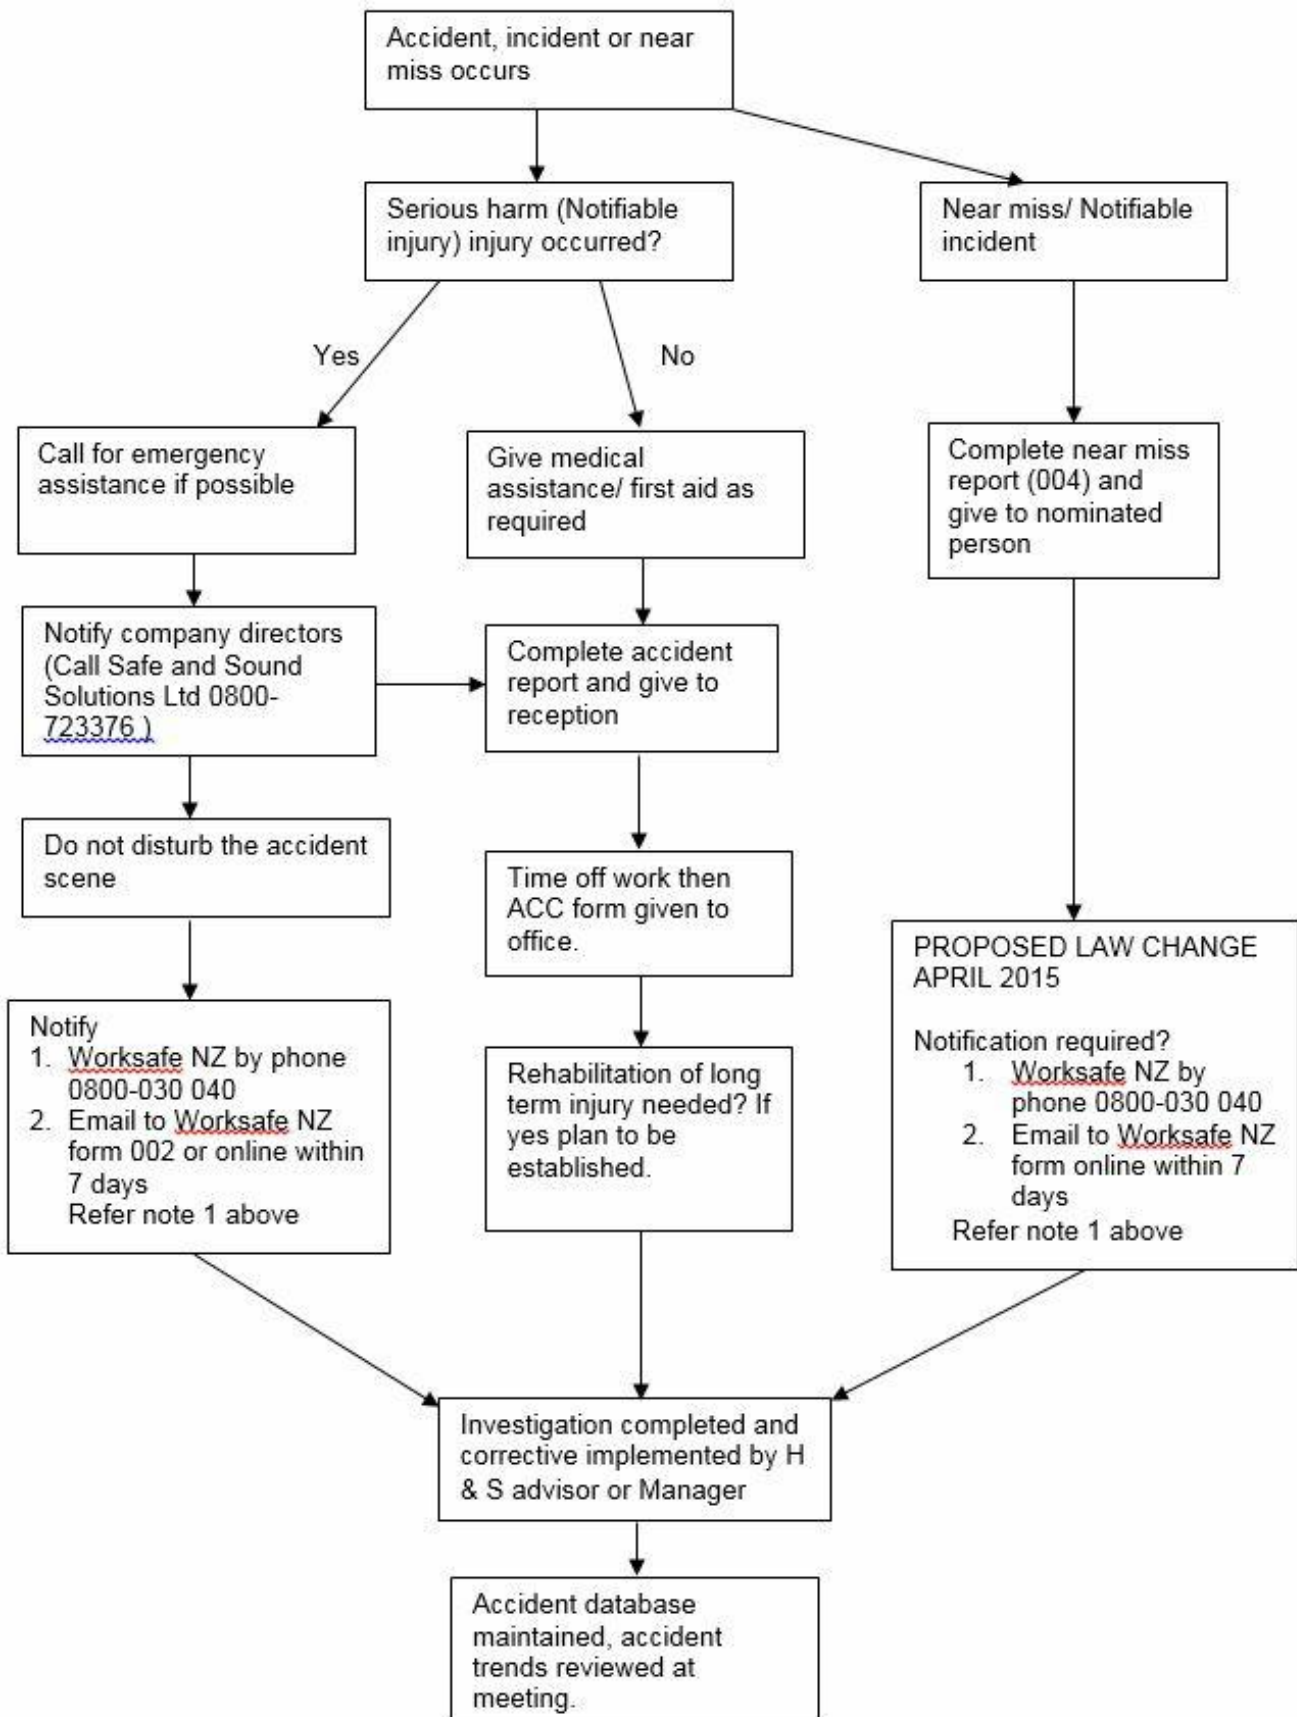 Accident, incident or near
miss occurs
Serious harm (Notifiable
injury) injury occurred?
Near miss/ Notifiable
incident
Yes
No
Call for emergency
assistance if possible
Give medical
assistance/ first aid as
required
Complete near miss
report (004) and
give to nominated
person
Notify company directors
(Call Safe and Sound
Solutions Ltd 0800-
723376 )
Complete accident
report and give to
reception
Do not disturb the accident
scene
Time off work then
ACC form given to
office.
PROPOSED LAW CHANGE
APRIL 2015
Notification required?
1. Worksafe NZ by
phone 0800-030 040
2. Email to Worksafe NZ
form online within 7
days
Refer note 1 above
Notify
1. Worksafe NZ by phone
0800-030 040
2. Email to Worksafe NZ
form 002 or online within
7 days
Refer note 1 above
Rehabilitation of long
term injury needed? If
yes plan to be
established.
Investigation completed and
corrective implemented by H
& S advisor or Manager
Accident database
maintained, accident
trends reviewed at
meeting.